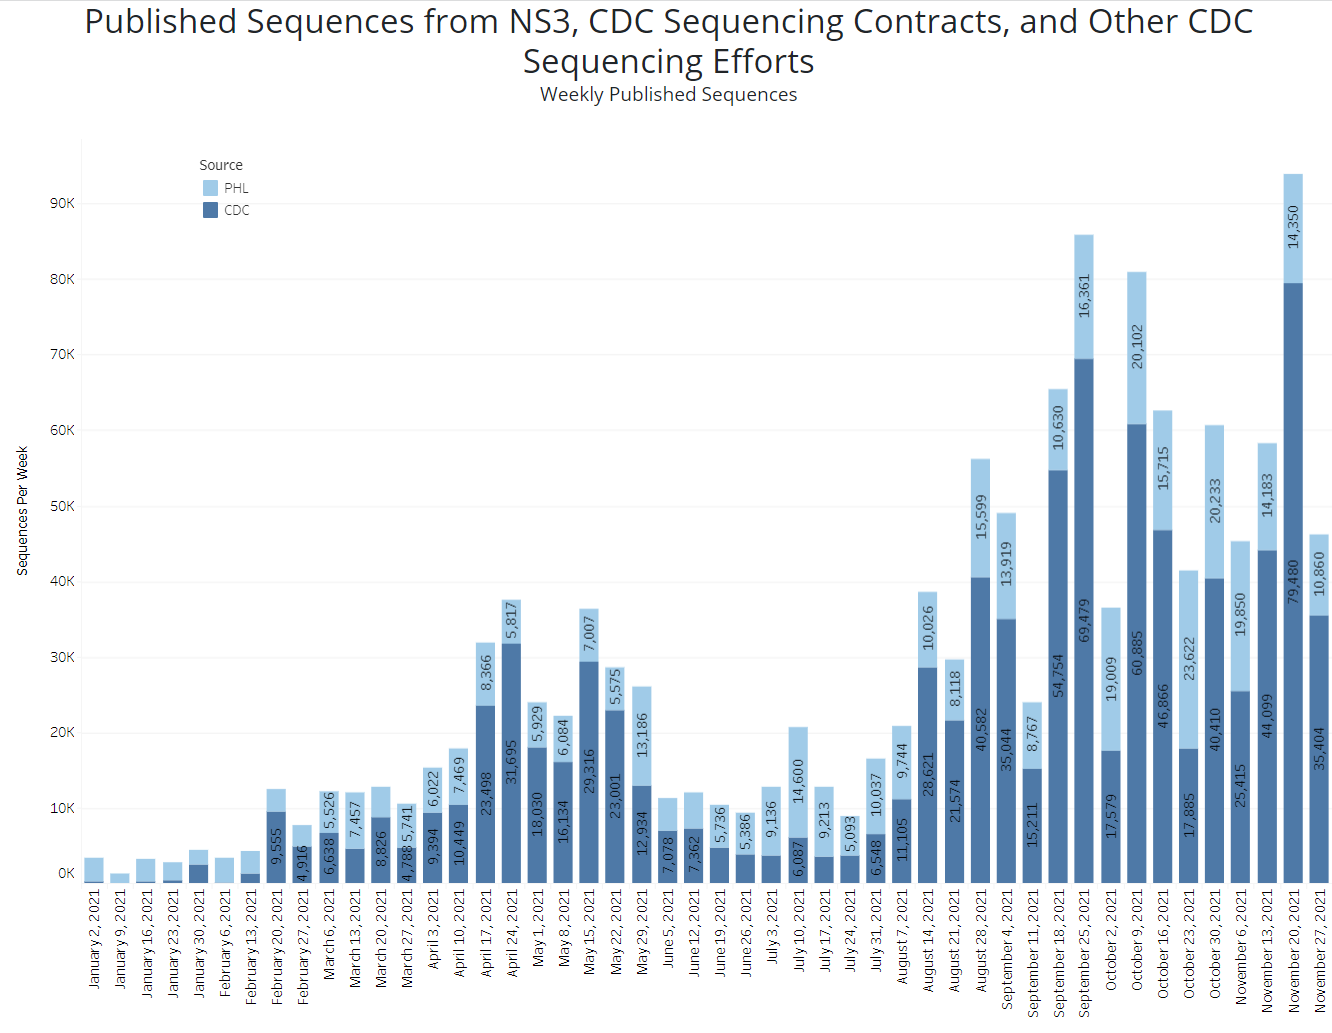 Published Sequences from NS3, CDC Sequencing Contracts, and Other CDC
Sequencing Efforts
Weekly Published Sequences
Source
PHL
CDC
Sequences Per Week
90K
80K
70K
60K
50K
40K
30K
20K
10K
0K
9,555
4,916
5,526
6,638
7,457
8,826
5,741
4,788
6,022
9,394
7,469
10,449
8,366
23,498
5,817
31,695
5,929
18,030
6,084
16,134
7,007
29,316
5,575
23,001
13,186
12,934
7,078
7,362
5,736
5,386
9,136
14,600
6,087
9,213
5,093
10,037
6,548
9,744
11,105
10,026
28,621
8,118
21,574
15,599
40,582
13,919
35,044
8,767
15,211
10,630
54,754
16,361
69,479
19,009
17,579
20,102
60,885
15,715
46,866
23,622
17,885
20,233
40,410
19,850
25,415
14,183
44,099
14,350
79,480
10,860
35,404
January 2, 2021
January 9, 2021
January 16, 2021
January 23, 2021
January 30, 2021
February 6, 2021
February 13, 2021
February 20, 2021
February 27, 2021
March 6, 2021
March 13, 2021
March 20, 2021
March 27, 2021
April 3, 2021
April 10, 2021
April 17, 2021
April 24, 2021
May 1, 2021
May 8, 2021
May 15, 2021
May 22, 2021
May 29, 2021
June 5, 2021
June 12, 2021
June 19, 2021
June 26, 2021
July 3, 2021
July 10, 2021
July 17, 2021
July 24, 2021
July 31, 2021
August 7, 2021
August 14, 2021
August 21, 2021
August 28, 2021
September 4, 2021
September 11, 2021
September 18, 2021
September 25, 2021
October 2, 2021
October 9, 2021
October 16, 2021
October 23, 2021
October 30, 2021
November 6, 2021
November 13, 2021
November 20, 2021
November 27, 2021